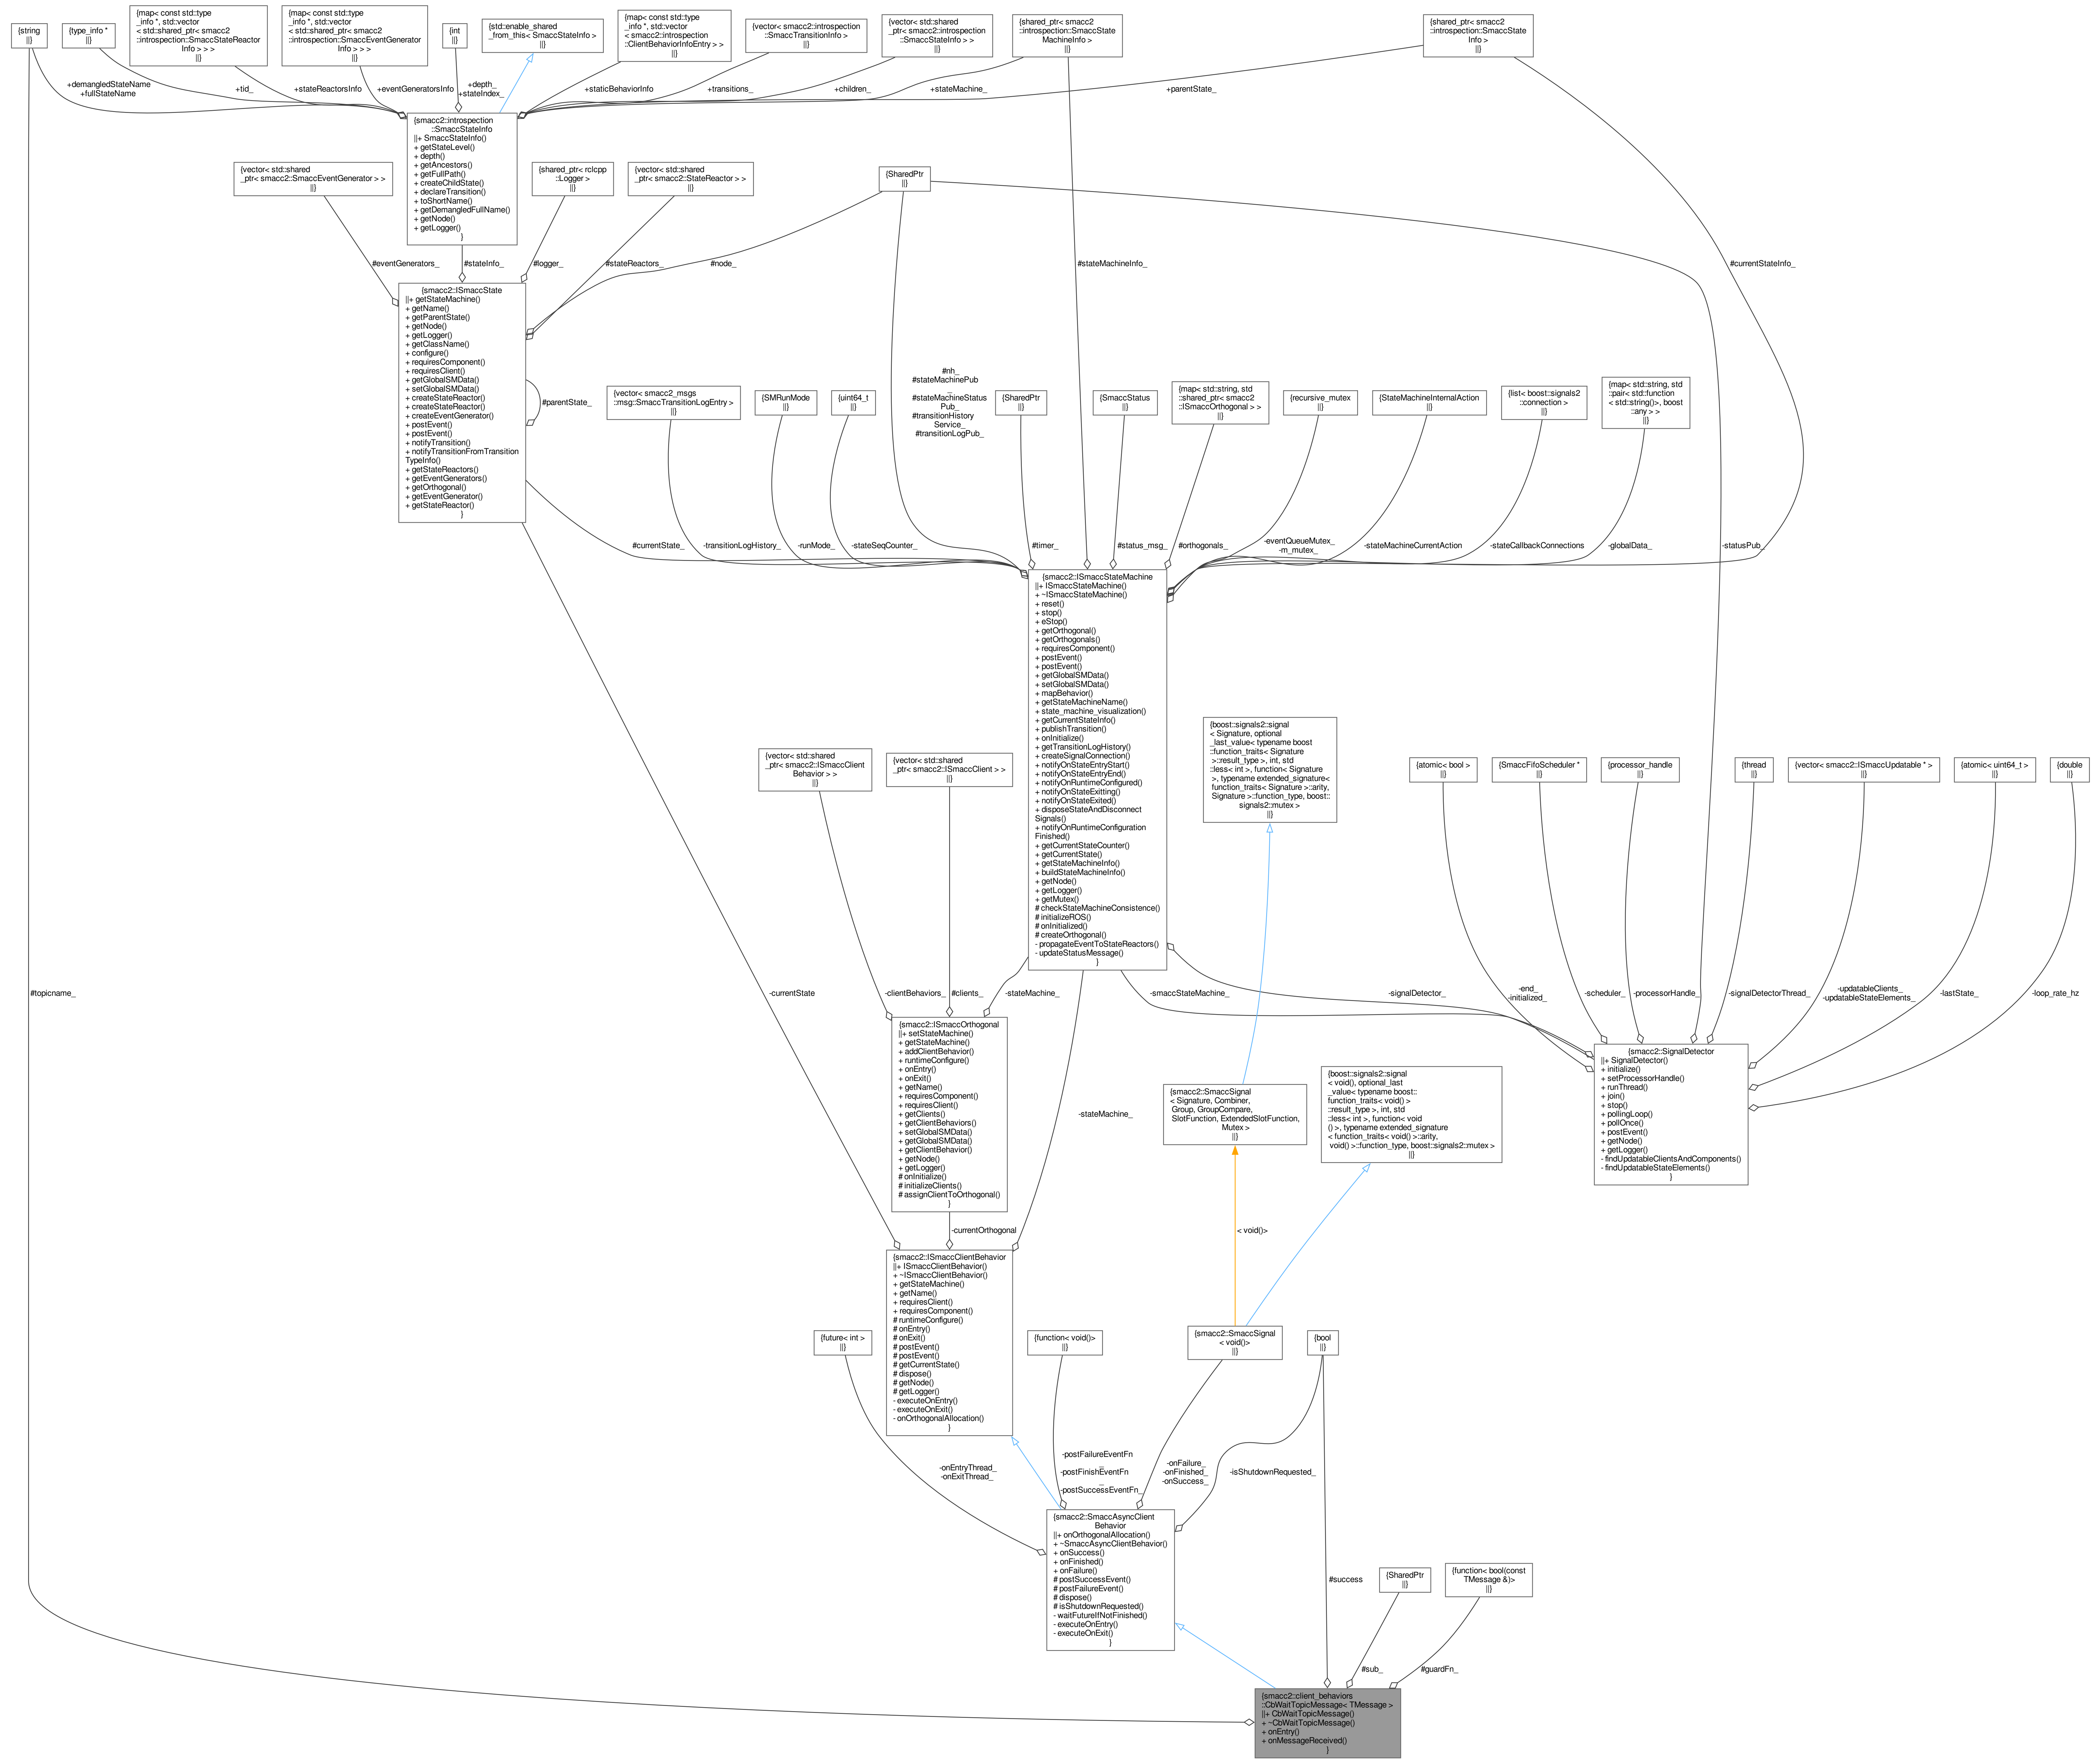 {string
||}
{type_info *
||}
{map< const std::type
_info *, std::vector
< std::shared_ptr< smacc2
::introspection::SmaccStateReactor
Info > > >
||}
{map< const std::type
_info *, std::vector
< std::shared_ptr< smacc2
::introspection::SmaccEventGenerator
Info > > >
||}
{int
||}
{std::enable_shared
_from_this< SmaccStateInfo >
||}
{map< const std::type
_info *, std::vector
< smacc2::introspection
::ClientBehaviorInfoEntry > >
||}
{vector< smacc2::introspection
::SmaccTransitionInfo >
||}
{vector< std::shared
_ptr< smacc2::introspection
::SmaccStateInfo > >
||}
{shared_ptr< smacc2
::introspection::SmaccState
MachineInfo >
||}
{shared_ptr< smacc2
::introspection::SmaccState
Info >
||}
+demangledStateName
+fullStateName
+tid_
+stateReactorsInfo
+eventGeneratorsInfo
+depth_
+stateIndex_
+staticBehaviorInfo
+transitions_
+children_
+stateMachine_
+parentState_
{smacc2::introspection
::SmaccStateInfo
||+ SmaccStateInfo()
+ getStateLevel()
+ depth()
+ getAncestors()
+ getFullPath()
+ createChildState()
+ declareTransition()
+ toShortName()
+ getDemangledFullName()
+ getNode()
+ getLogger()
}
{vector< std::shared
_ptr< smacc2::SmaccEventGenerator > >
||}
{shared_ptr< rclcpp
::Logger >
||}
{vector< std::shared
_ptr< smacc2::StateReactor > >
||}
{SharedPtr
||}
#eventGenerators_
#stateInfo_
#logger_
#stateReactors_
#node_
#stateMachineInfo_
#currentStateInfo_
{smacc2::ISmaccState
||+ getStateMachine()
+ getName()
+ getParentState()
+ getNode()
+ getLogger()
+ getClassName()
+ configure()
+ requiresComponent()
+ requiresClient()
+ getGlobalSMData()
+ setGlobalSMData()
+ createStateReactor()
+ createStateReactor()
+ createEventGenerator()
+ postEvent()
+ postEvent()
+ notifyTransition()
+ notifyTransitionFromTransition
TypeInfo()
+ getStateReactors()
+ getEventGenerators()
+ getOrthogonal()
+ getEventGenerator()
+ getStateReactor()
}
#parentState_
{vector< smacc2_msgs
::msg::SmaccTransitionLogEntry >
||}
{SMRunMode
||}
{uint64_t
||}
#nh_
#stateMachinePub
_
#stateMachineStatus
Pub_
#transitionHistory
Service_
#transitionLogPub_
{SharedPtr
||}
{SmaccStatus
||}
{map< std::string, std
::shared_ptr< smacc2
::ISmaccOrthogonal > >
||}
{recursive_mutex
||}
{StateMachineInternalAction
||}
{list< boost::signals2
::connection >
||}
{map< std::string, std
::pair< std::function
< std::string()>, boost
::any > >
||}
#currentState_
-transitionLogHistory_
-runMode_
-stateSeqCounter_
#timer_
#status_msg_
#orthogonals_
-eventQueueMutex_
-m_mutex_
-stateMachineCurrentAction
-stateCallbackConnections
-globalData_
-statusPub_
{smacc2::ISmaccStateMachine
||+ ISmaccStateMachine()
+ ~ISmaccStateMachine()
+ reset()
+ stop()
+ eStop()
+ getOrthogonal()
+ getOrthogonals()
+ requiresComponent()
+ postEvent()
+ postEvent()
+ getGlobalSMData()
+ setGlobalSMData()
+ mapBehavior()
+ getStateMachineName()
+ state_machine_visualization()
+ getCurrentStateInfo()
+ publishTransition()
+ onInitialize()
+ getTransitionLogHistory()
+ createSignalConnection()
+ notifyOnStateEntryStart()
+ notifyOnStateEntryEnd()
+ notifyOnRuntimeConfigured()
+ notifyOnStateExitting()
+ notifyOnStateExited()
+ disposeStateAndDisconnect
Signals()
+ notifyOnRuntimeConfiguration
Finished()
+ getCurrentStateCounter()
+ getCurrentState()
+ getStateMachineInfo()
+ buildStateMachineInfo()
+ getNode()
+ getLogger()
+ getMutex()
# checkStateMachineConsistence()
# initializeROS()
# onInitialized()
# createOrthogonal()
- propagateEventToStateReactors()
- updateStatusMessage()
}
{vector< std::shared
_ptr< smacc2::ISmaccClient
Behavior > >
||}
{vector< std::shared
_ptr< smacc2::ISmaccClient > >
||}
{boost::signals2::signal
< Signature, optional
_last_value< typename boost
::function_traits< Signature
>::result_type >, int, std
::less< int >, function< Signature
>, typename extended_signature<
function_traits< Signature >::arity,
Signature >::function_type, boost::
signals2::mutex >
||}
{atomic< bool >
||}
{SmaccFifoScheduler *
||}
{processor_handle
||}
{thread
||}
{vector< smacc2::ISmaccUpdatable * >
||}
{atomic< uint64_t >
||}
{double
||}
#topicname_
-currentState
-clientBehaviors_
#clients_
-stateMachine_
-smaccStateMachine_
-signalDetector_
-end_
-initialized_
-scheduler_
-processorHandle_
-signalDetectorThread_
-updatableClients_
-updatableStateElements_
-lastState_
-loop_rate_hz
{smacc2::ISmaccOrthogonal
||+ setStateMachine()
+ getStateMachine()
+ addClientBehavior()
+ runtimeConfigure()
+ onEntry()
+ onExit()
+ getName()
+ requiresComponent()
+ requiresClient()
+ getClients()
+ getClientBehaviors()
+ setGlobalSMData()
+ getGlobalSMData()
+ getClientBehavior()
+ getNode()
+ getLogger()
# onInitialize()
# initializeClients()
# assignClientToOrthogonal()
}
-stateMachine_
{smacc2::SmaccSignal
< Signature, Combiner,
Group, GroupCompare,
SlotFunction, ExtendedSlotFunction,
Mutex >
||}
{boost::signals2::signal
< void(), optional_last
_value< typename boost::
function_traits< void() >
::result_type >, int, std
::less< int >, function< void
() >, typename extended_signature
< function_traits< void() >::arity,
void() >::function_type, boost::signals2::mutex >
||}
{smacc2::SignalDetector
||+ SignalDetector()
+ initialize()
+ setProcessorHandle()
+ runThread()
+ join()
+ stop()
+ pollingLoop()
+ pollOnce()
+ postEvent()
+ getNode()
+ getLogger()
- findUpdatableClientsAndComponents()
- findUpdatableStateElements()
}
-currentOrthogonal
< void()>
{smacc2::ISmaccClientBehavior
||+ ISmaccClientBehavior()
+ ~ISmaccClientBehavior()
+ getStateMachine()
+ getName()
+ requiresClient()
+ requiresComponent()
# runtimeConfigure()
# onEntry()
# onExit()
# postEvent()
# postEvent()
# getCurrentState()
# dispose()
# getNode()
# getLogger()
- executeOnEntry()
- executeOnExit()
- onOrthogonalAllocation()
}
{future< int >
||}
{function< void()>
||}
{smacc2::SmaccSignal
< void()>
||}
{bool
||}
-onEntryThread_
-onExitThread_
-postFailureEventFn
_
-postFinishEventFn
_
-postSuccessEventFn_
-onFailure_
-onFinished_
-onSuccess_
-isShutdownRequested_
{smacc2::SmaccAsyncClient
Behavior
||+ onOrthogonalAllocation()
+ ~SmaccAsyncClientBehavior()
+ onSuccess()
+ onFinished()
+ onFailure()
# postSuccessEvent()
# postFailureEvent()
# dispose()
# isShutdownRequested()
- waitFutureIfNotFinished()
- executeOnEntry()
- executeOnExit()
}
#success
{SharedPtr
||}
{function< bool(const
TMessage &)>
||}
#sub_
#guardFn_
{smacc2::client_behaviors
::CbWaitTopicMessage< TMessage >
||+ CbWaitTopicMessage()
+ ~CbWaitTopicMessage()
+ onEntry()
+ onMessageReceived()
}